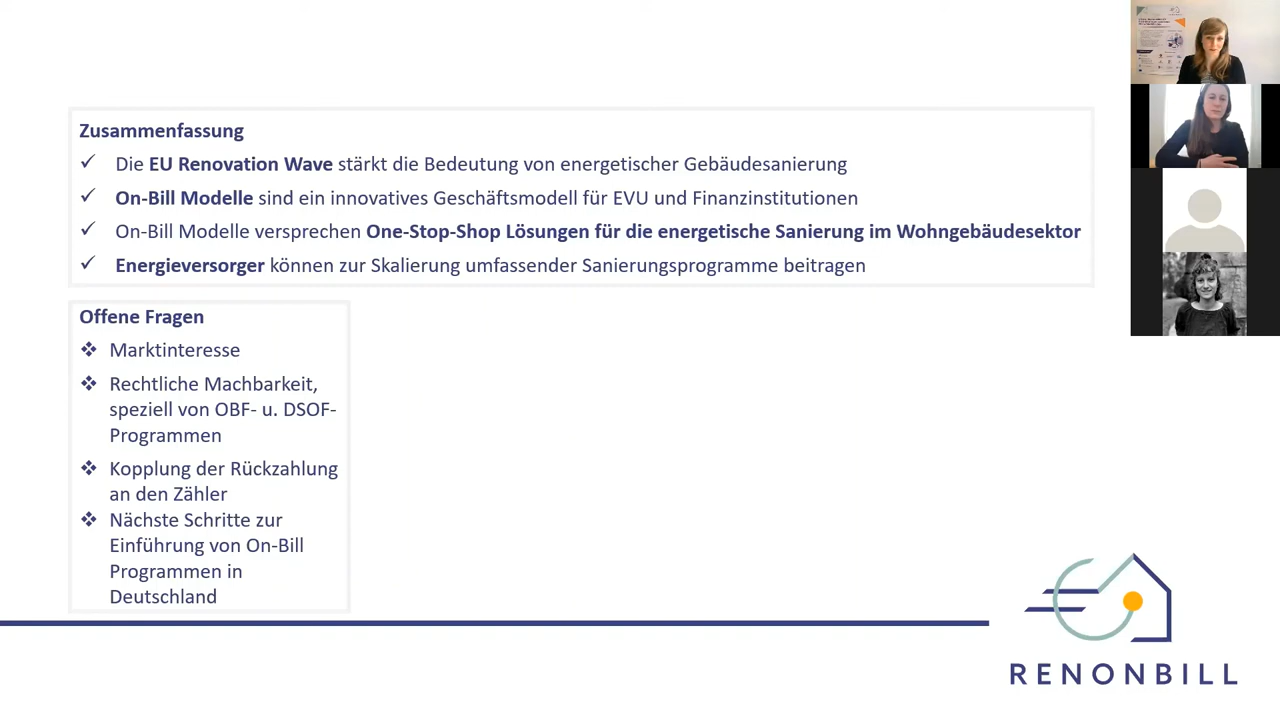 Zusammenfassung
✓ Die EU Renovation Wave stärkt die Bedeutung von energetischer Gebäudesanierung
✓ On-Bill Modelle sind ein innovatives Geschäftsmodell für EVU und Finanzinstitutionen
✓ On-Bill Modelle versprechen One-Stop-Shop Lösungen für die energetische Sanierung im Wohngebäudesektor
✓ Energieversorger können zur Skalierung umfassender Sanierungsprogramme beitragen
Offene Fragen
❖ Marktinteresse
❖ Rechtliche Machbarkeit,
speziell von OBF- u. DSOF-
Programmen
❖ Kopplung der Rückzahlung
an den Zähler
❖ Nächste Schritte zur
Einführung von On-Bill
Programmen in
Deutschland
RENONBILL